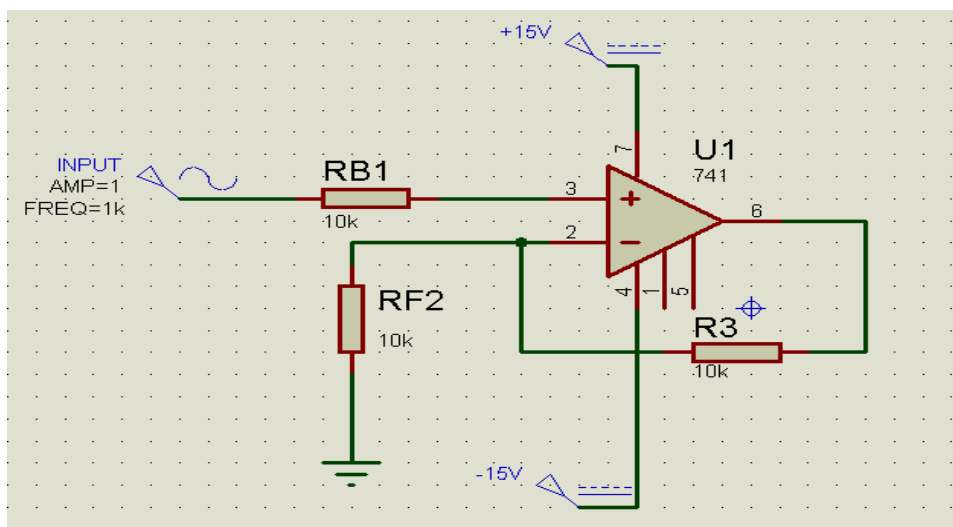 +15V
7
U1
741
INPUT
AMP=1
FREQ=1k
RB1
10k
3
+
2
−
6
RF2
10k
4
1
5
R3
10k
-15V